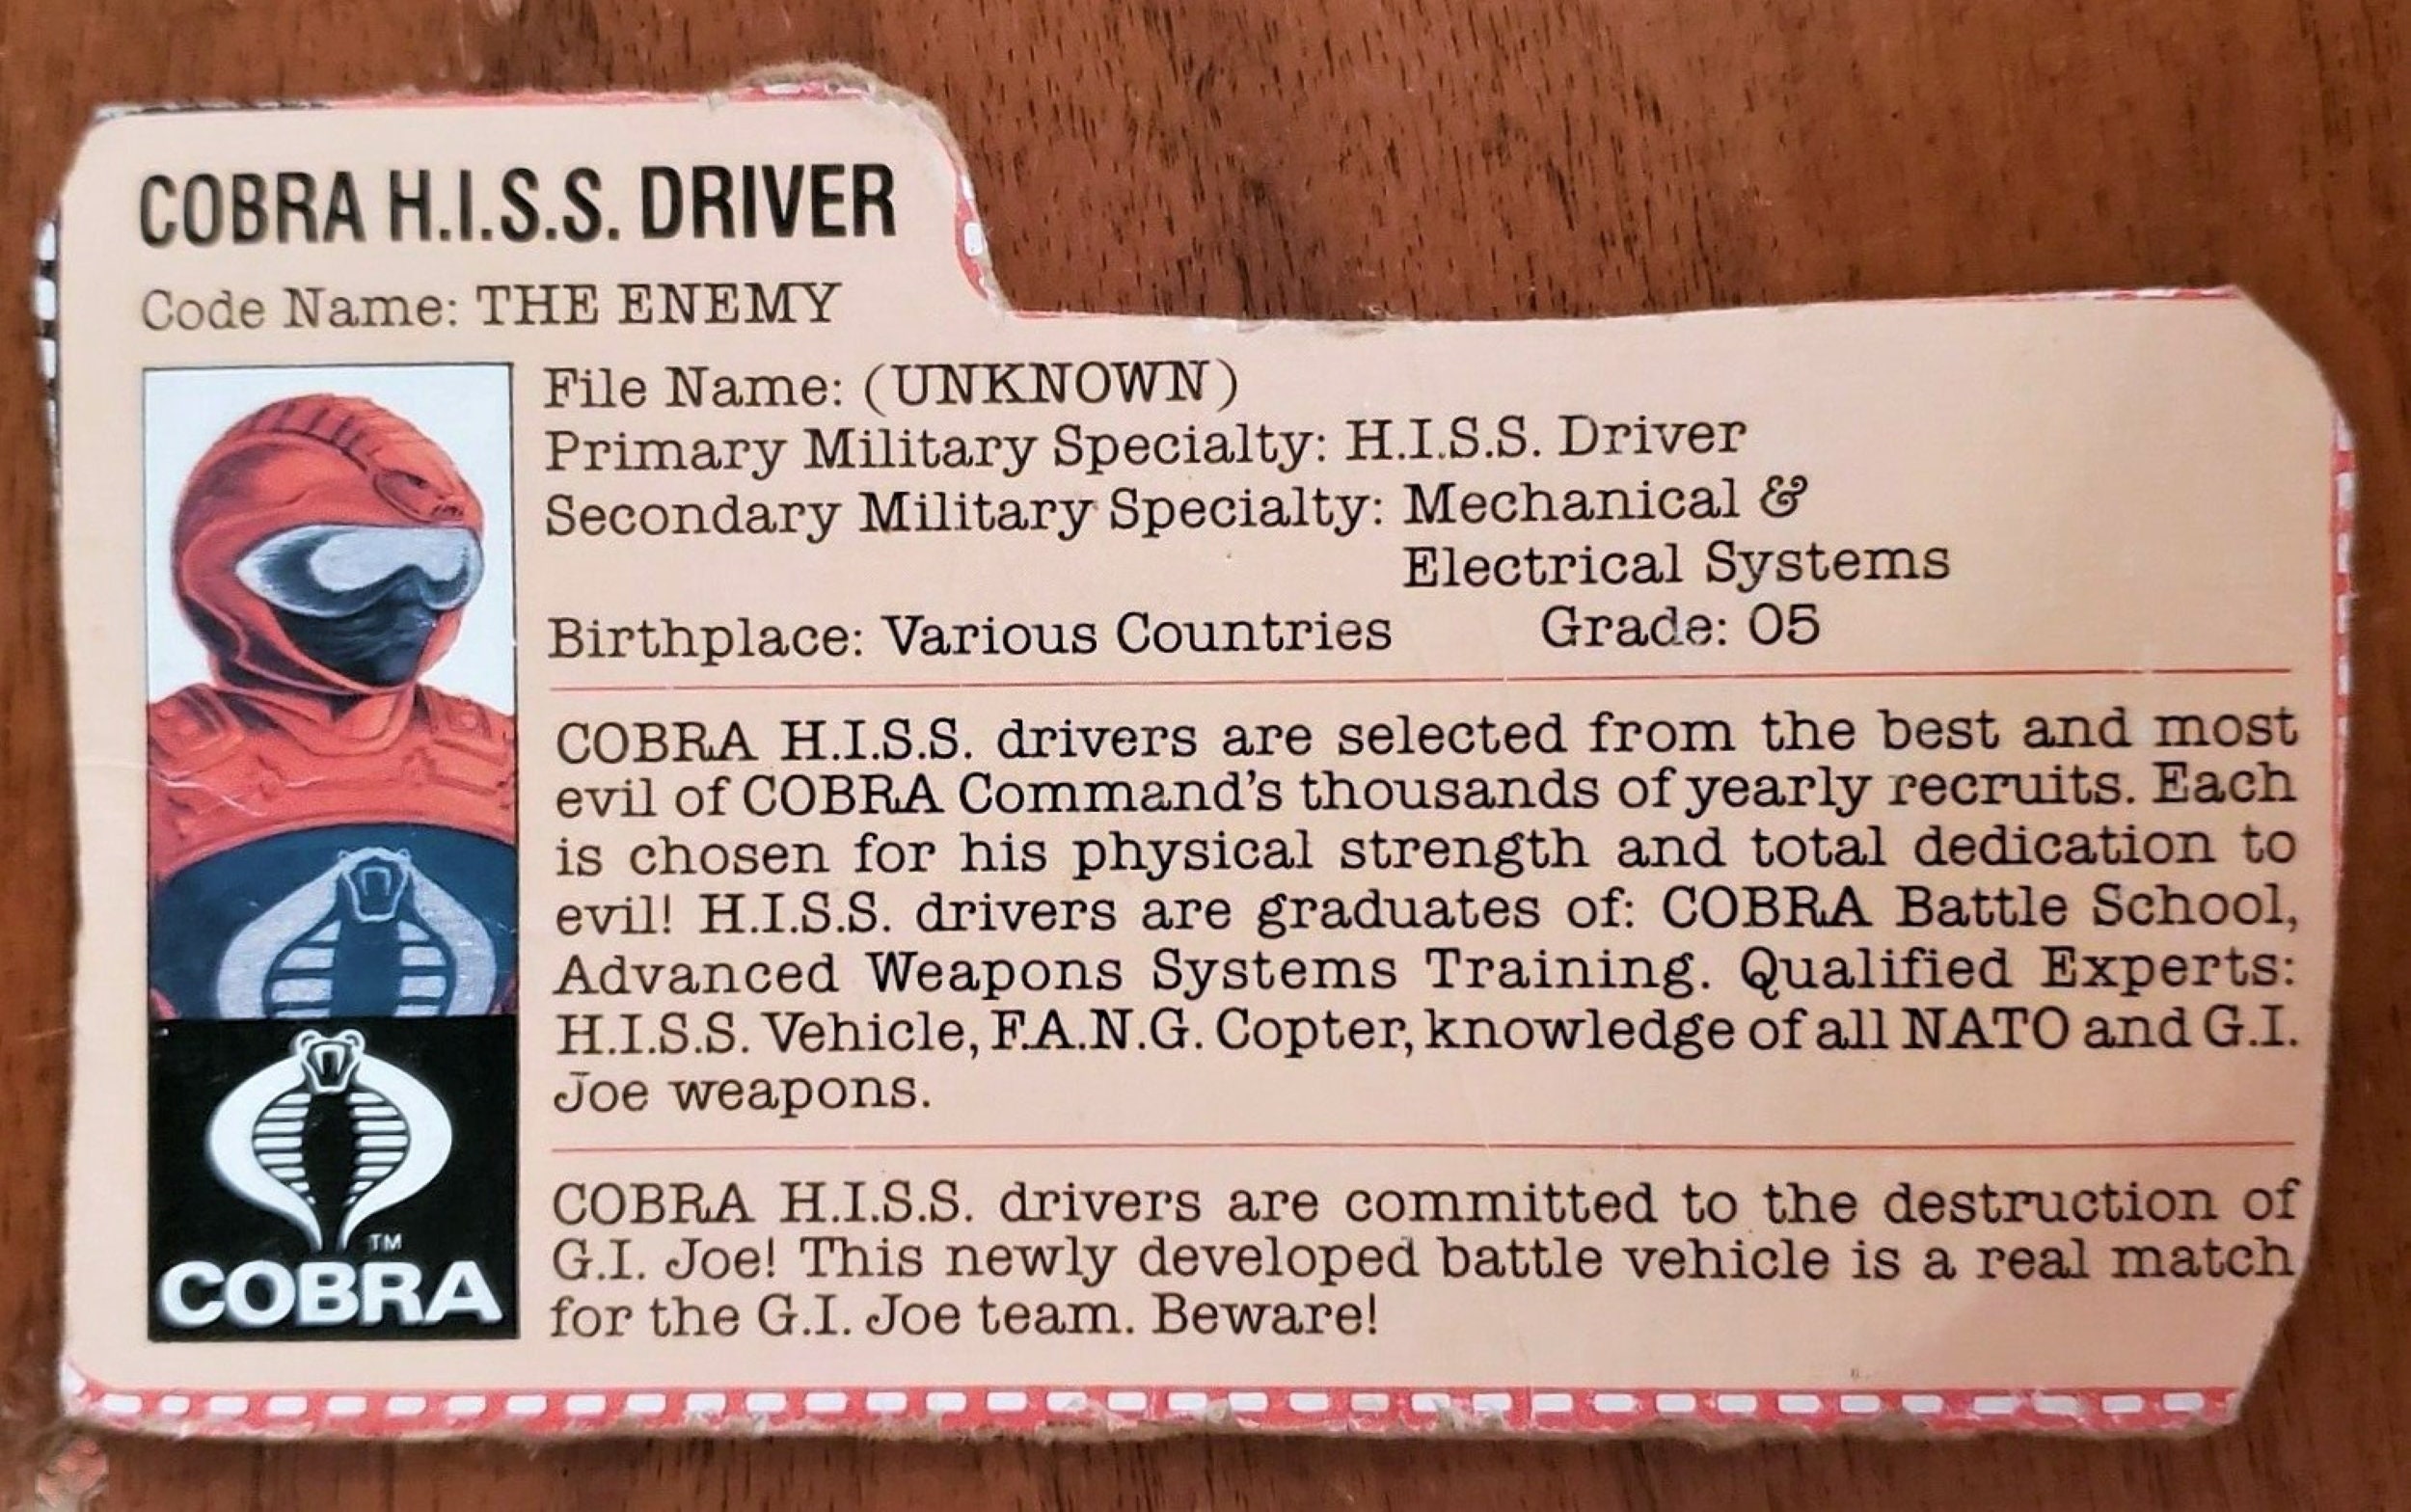 COBRA H.I.S.S. DRIVER
Code Name: THE ENEMY
File Name: (UNKNOWN)
Primary Military Specialty: H.I.S.S. Driver
Secondary Military Specialty: Mechanical &
Electrical Systems
Birthplace: Various Countries Grade: O5
COBRA H.I.S.S. drivers are selected from the best and most
evil of COBRA Command's thousands of yearly recruits. Each
is chosen for his physical strength and total dedication to
evil! H.I.S.S. drivers are graduates of: COBRA Battle School,
Advanced Weapons Systems Training. Qualified Experts:
H.I.S.S. Vehicle, F.A.N.G. Copter, knowledge of all NATO and G.I.
Joe weapons.
COBRA H.I.S.S. drivers are committed to the destruction of
G.I. Joe! This newly developed battle vehicle is a real match
for the G.I. Joe team. Beware!
TM
COBRA